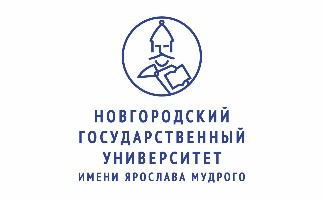 НОВГОРОДСКИЙ
ГОСУДАРСТВЕННЫЙ
УНИВЕРСИТЕТ
ИМЕНИ ЯРОСЛАВА МУДРОГО